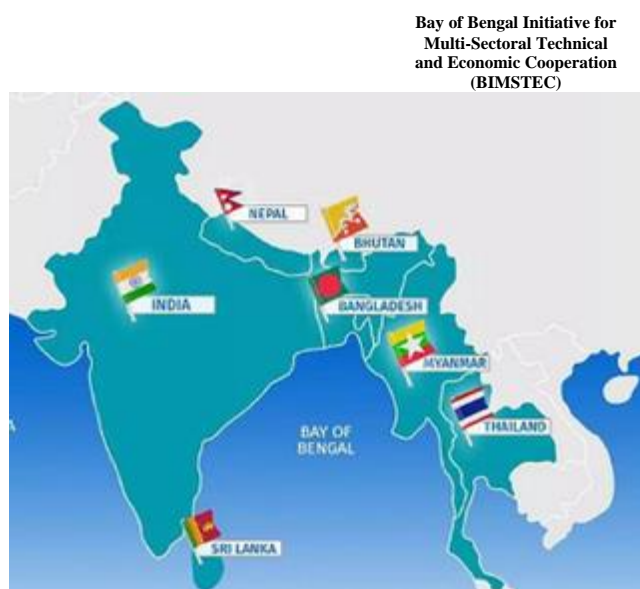 Bay of Bengal Initiative for
Multi-Sectoral Technical
and Economic Cooperation
(BIMSTEC)
NEPAL
BHUTAN
INDIA
BANGLADESH
MYANMAR
THAILAND
BAY OF
BENGAL
SRI LANKA